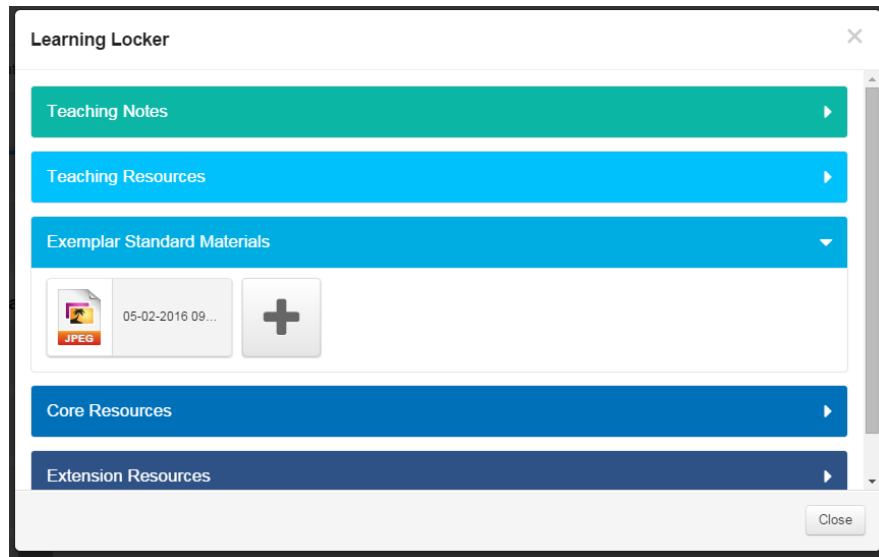 Learning Locker
Teaching Notes
Teaching Resources
Exemplar Standard Materials
JPEG
05-02-2016 09...
Core Resources
Extension Resources
Close